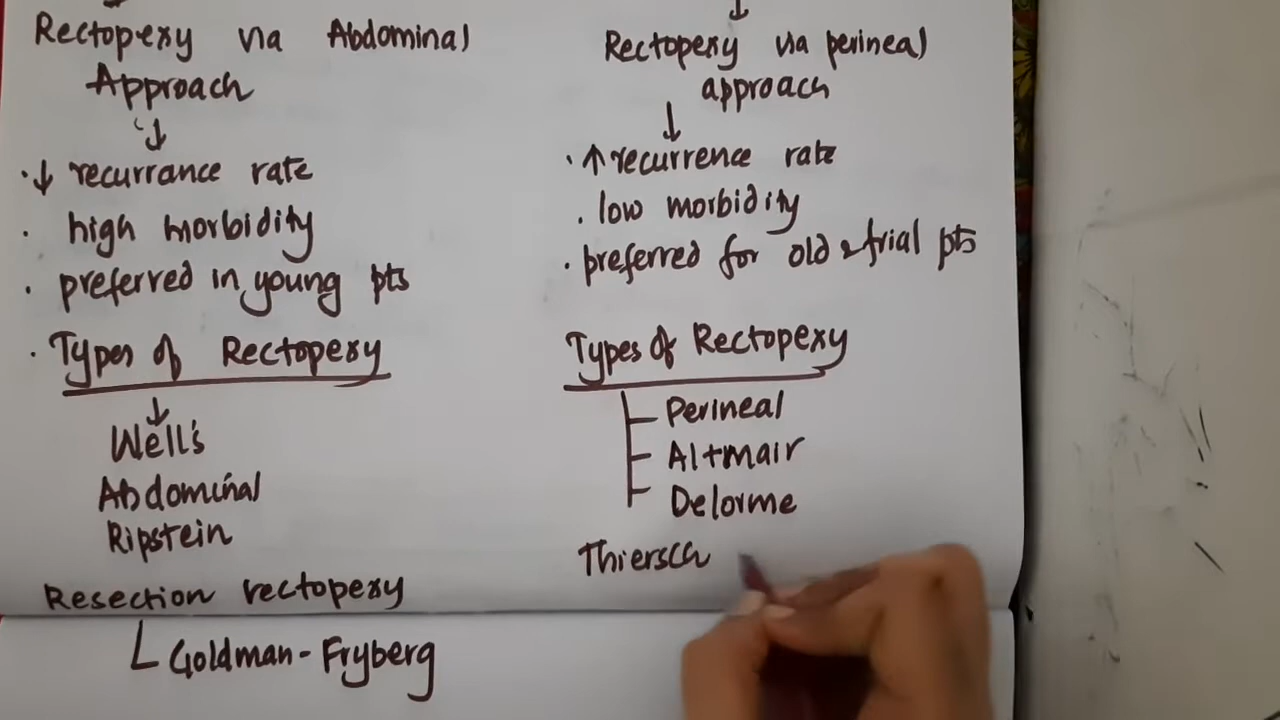 Rectopexy via Abdominal
Approach
↓
· ↓ recurrance rate
· high morbidity
· preferred in young pts
· Types of Rectopexy
↓
Well's
Abdominal
Ripstein
Resection rectopexy
Goldman - Fryberg
↓
Rectopexy via perineal
approach
↓
· ↑ recurrence rate
· low morbidity
· preferred for old & frial pts
Types of Rectopexy
Perineal
Altmair
Delorme
Thiersch